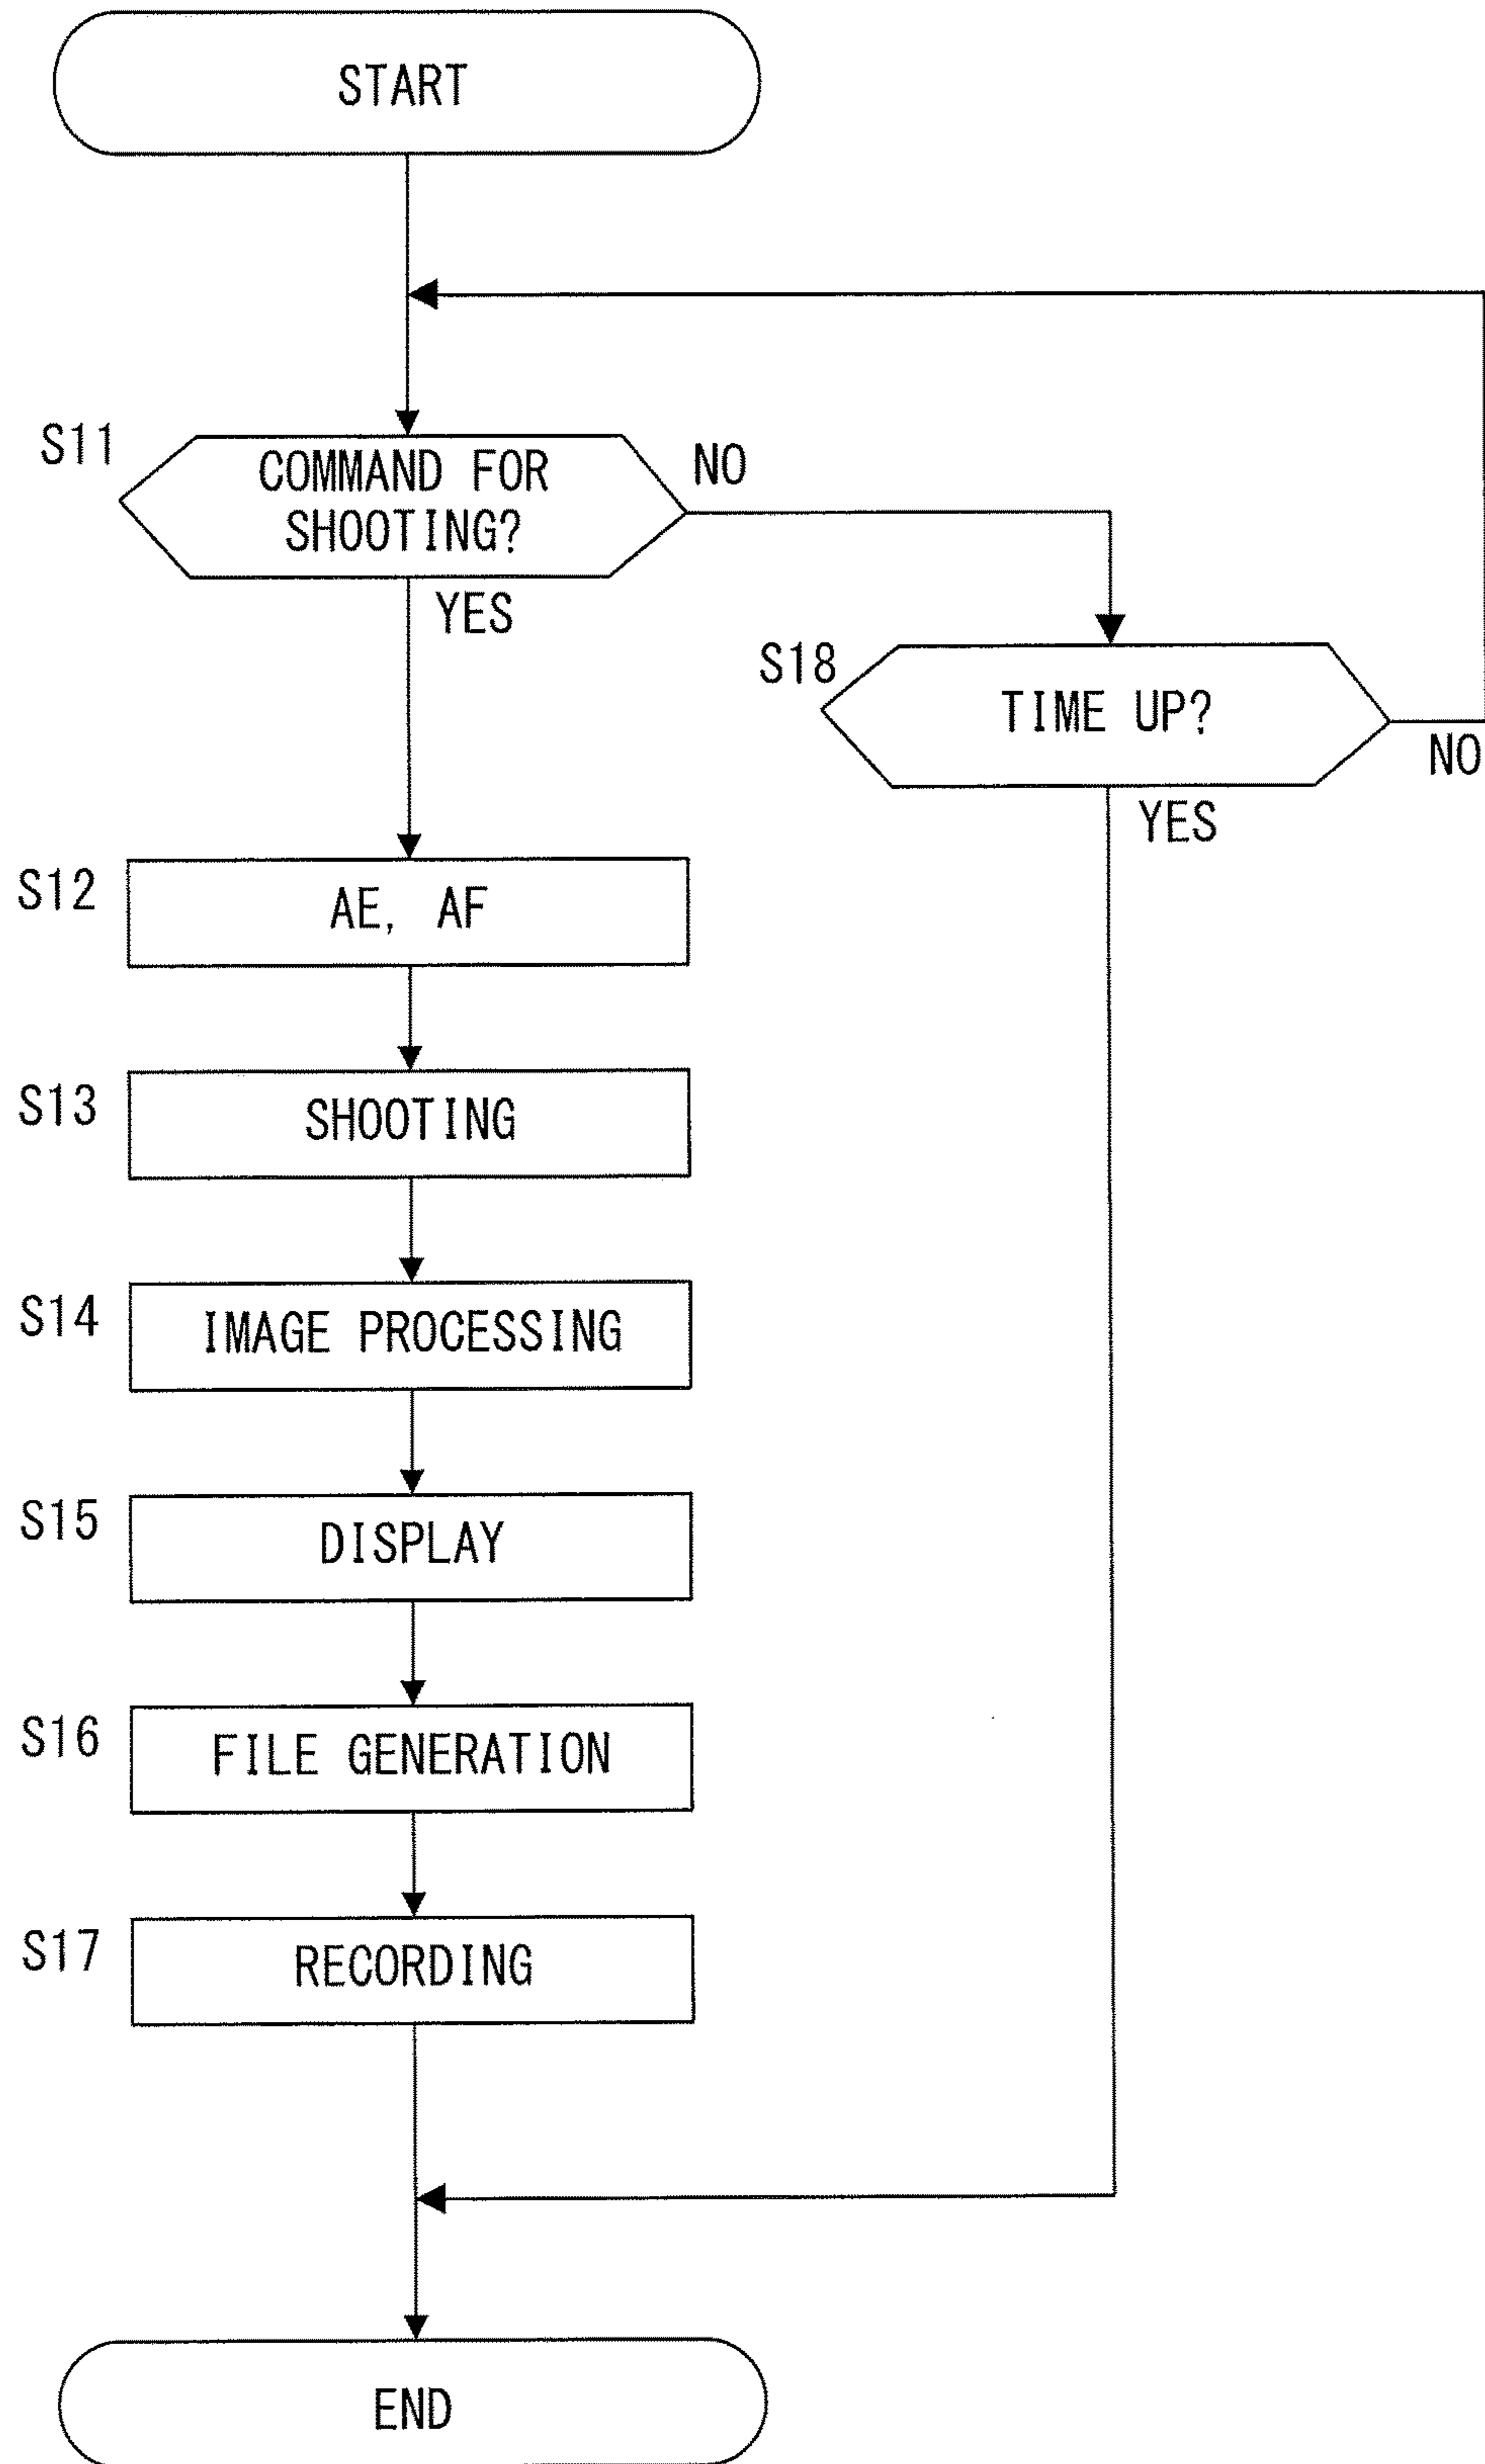 START
S11
COMMAND FOR
SHOOTING?
NO
YES
S18
TIME UP?
NO
YES
S12
AE, AF
S13
SHOOTING
S14
IMAGE PROCESSING
S15
DISPLAY
S16
FILE GENERATION
S17
RECORDING
END